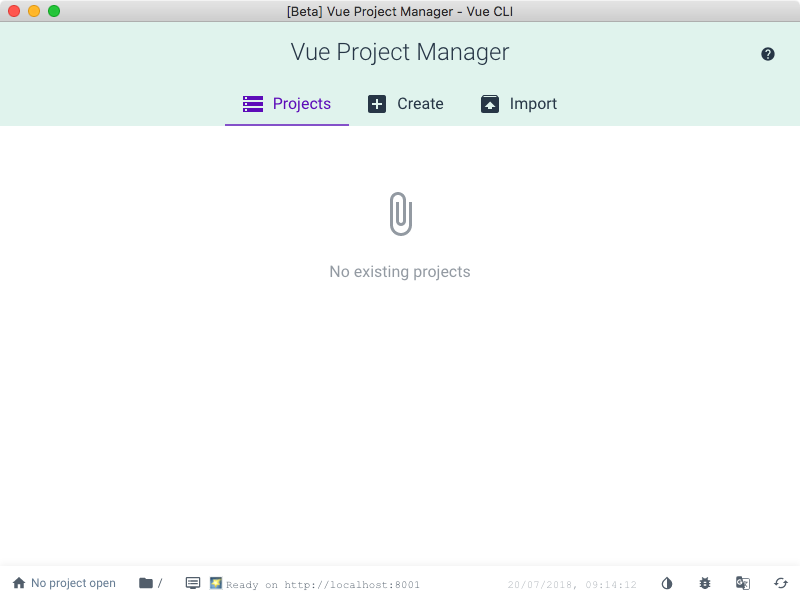 [Beta] Vue Project Manager - Vue CLI
Vue Project Manager
Projects Create Import
No existing projects
No project open / Ready on http://localhost:8001 20/07/2018, 09:14:12